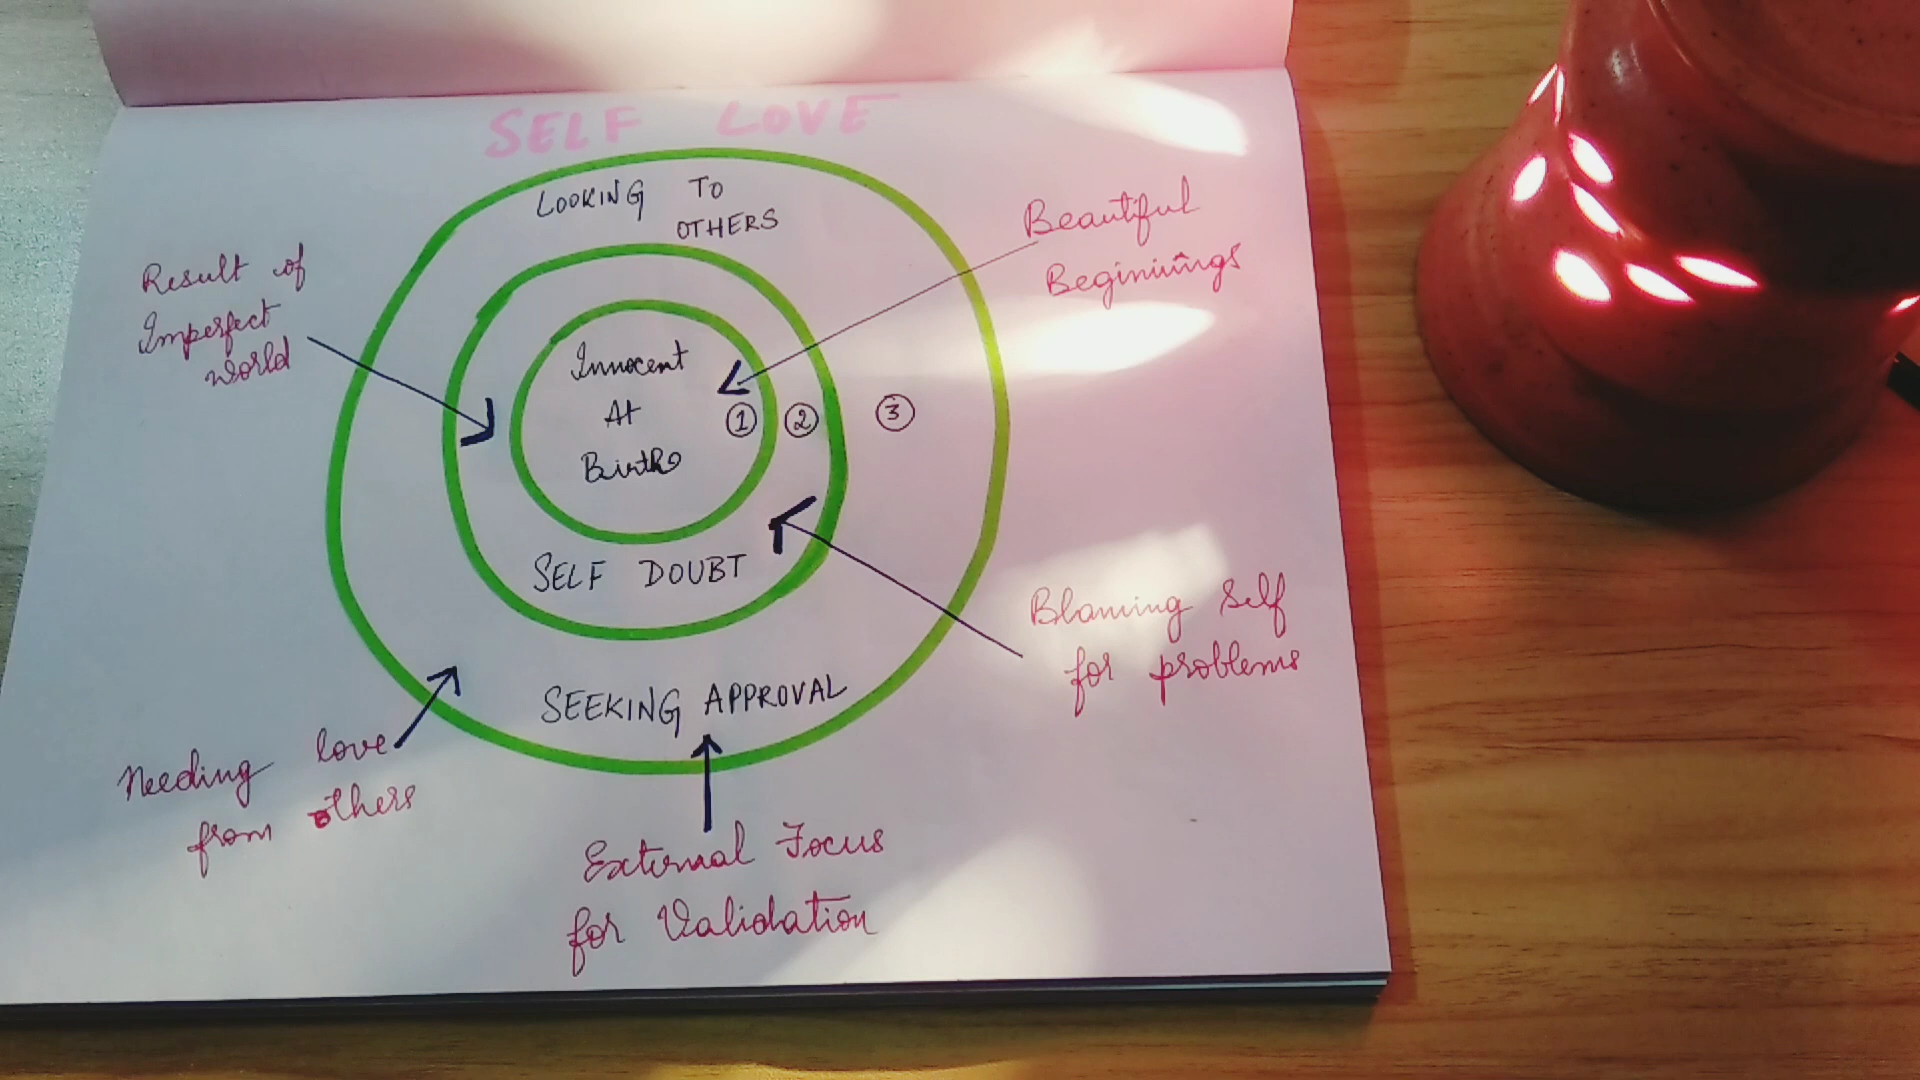 SELF LOVE
LOOKING TO
OTHERS
Beautiful
Beginnings
Result of
Imperfect
World
Innocent
At
Birth
1 2 3
SELF DOUBT
Blaming Self
for problems
SEEKING APPROVAL
Needing love
from others
External Focus
for Validation